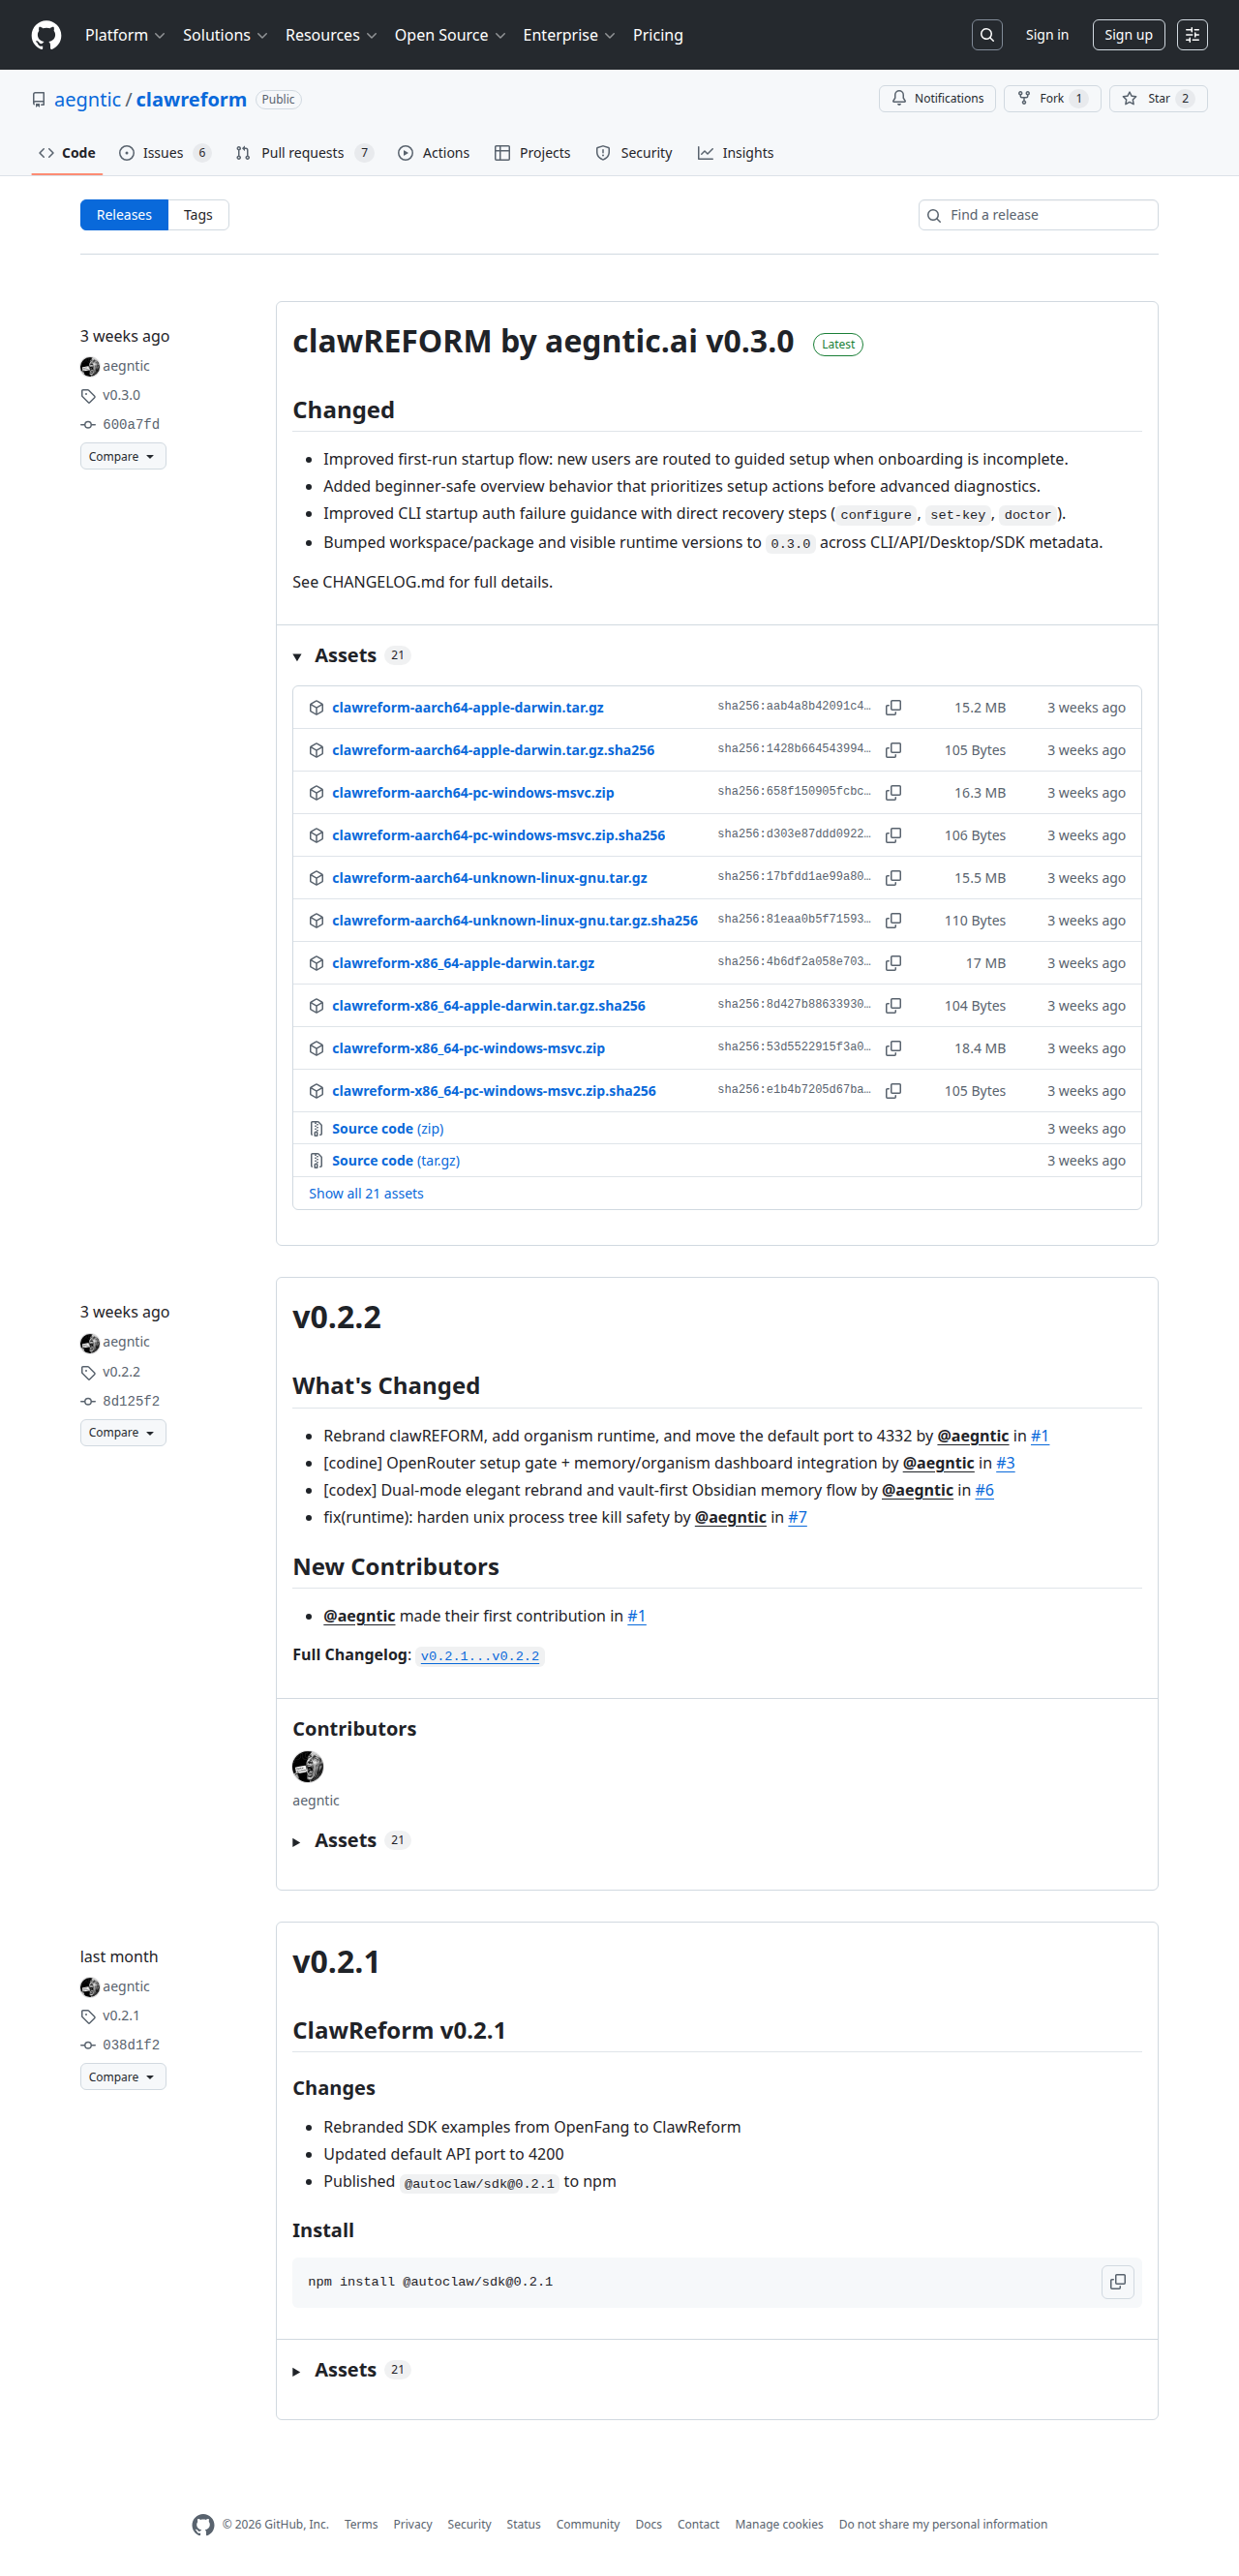 Platform Solutions Resources Open Source Enterprise Pricing Sign in Sign up
aegntic / clawreform Public Notifications Fork 1 Star 2
Code Issues 6 Pull requests 7 Actions Projects Security Insights
Releases Tags Find a release
3 weeks ago
aegntic
v0.3.0
600a7fd
Compare
clawREFORM by aegntic.ai v0.3.0 Latest
Changed
Improved first-run startup flow: new users are routed to guided setup when onboarding is incomplete.
Added beginner-safe overview behavior that prioritizes setup actions before advanced diagnostics.
Improved CLI startup auth failure guidance with direct recovery steps ( configure , set-key , doctor ).
Bumped workspace/package and visible runtime versions to 0.3.0 across CLI/API/Desktop/SDK metadata.
See CHANGELOG.md for full details.
Assets 21
clawreform-aarch64-apple-darwin.tar.gz sha256:aab4a8b42091c4… 15.2 MB 3 weeks ago
clawreform-aarch64-apple-darwin.tar.gz.sha256 sha256:1428b664543994… 105 Bytes 3 weeks ago
clawreform-aarch64-pc-windows-msvc.zip sha256:658f150905fcbc… 16.3 MB 3 weeks ago
clawreform-aarch64-pc-windows-msvc.zip.sha256 sha256:d303e87ddd0922… 106 Bytes 3 weeks ago
clawreform-aarch64-unknown-linux-gnu.tar.gz sha256:17bfdd1ae99a80… 15.5 MB 3 weeks ago
clawreform-aarch64-unknown-linux-gnu.tar.gz.sha256 sha256:81eaa0b5f71593… 110 Bytes 3 weeks ago
clawreform-x86_64-apple-darwin.tar.gz sha256:4b6df2a058e703… 17 MB 3 weeks ago
clawreform-x86_64-apple-darwin.tar.gz.sha256 sha256:8d427b88633930… 104 Bytes 3 weeks ago
clawreform-x86_64-pc-windows-msvc.zip sha256:53d5522915f3a0… 18.4 MB 3 weeks ago
clawreform-x86_64-pc-windows-msvc.zip.sha256 sha256:e1b4b7205d67ba… 105 Bytes 3 weeks ago
Source code (zip) 3 weeks ago
Source code (tar.gz) 3 weeks ago
Show all 21 assets
3 weeks ago
aegntic
v0.2.2
8d125f2
Compare
v0.2.2
What's Changed
Rebrand clawREFORM, add organism runtime, and move the default port to 4332 by @aegntic in #1
[codine] OpenRouter setup gate + memory/organism dashboard integration by @aegntic in #3
[codex] Dual-mode elegant rebrand and vault-first Obsidian memory flow by @aegntic in #6
fix(runtime): harden unix process tree kill safety by @aegntic in #7
New Contributors
@aegntic made their first contribution in #1
Full Changelog: v0.2.1...v0.2.2
Contributors
aegntic
Assets 21
last month
aegntic
v0.2.1
038d1f2
Compare
v0.2.1
ClawReform v0.2.1
Changes
Rebranded SDK examples from OpenFang to ClawReform
Updated default API port to 4200
Published @autoclaw/sdk@0.2.1 to npm
Install
npm install @autoclaw/sdk@0.2.1
Assets 21
© 2026 GitHub, Inc. Terms Privacy Security Status Community Docs Contact Manage cookies Do not share my personal information